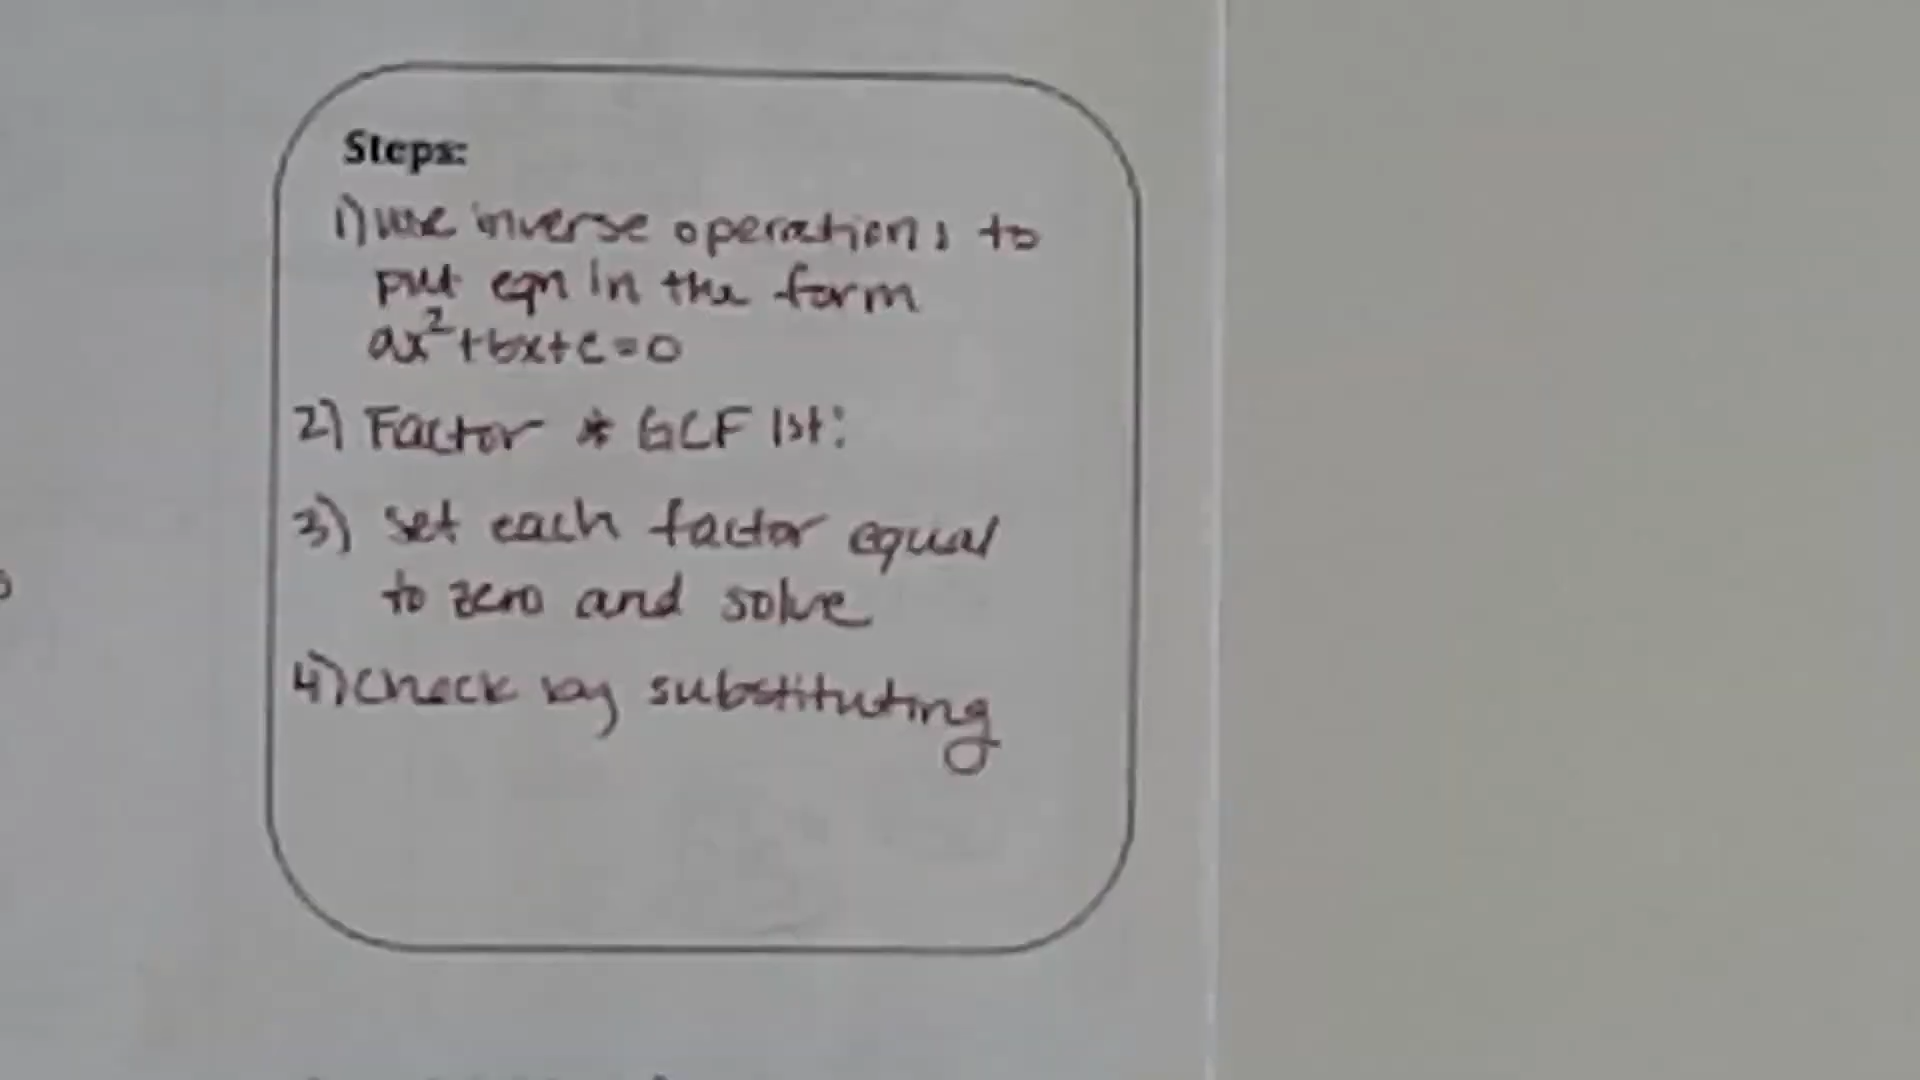 Steps:
1) use inverse operations to
put eqn in the form
ax²+bx+c=0
2) Factor * GCF 1st!
3) set each factor equal
to zero and solve
4) check by substituting